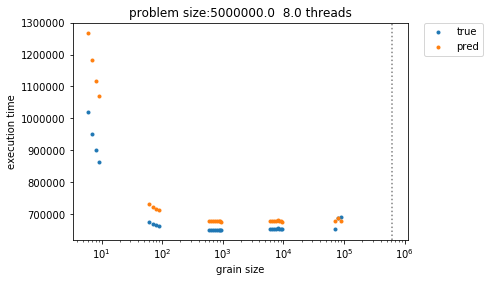 problem size:5000000.0  8.0 threads
1300000
1200000
1100000
1000000
900000
800000
700000
execution time
10^1
10^2
10^3
10^4
10^5
10^6
grain size
true
pred